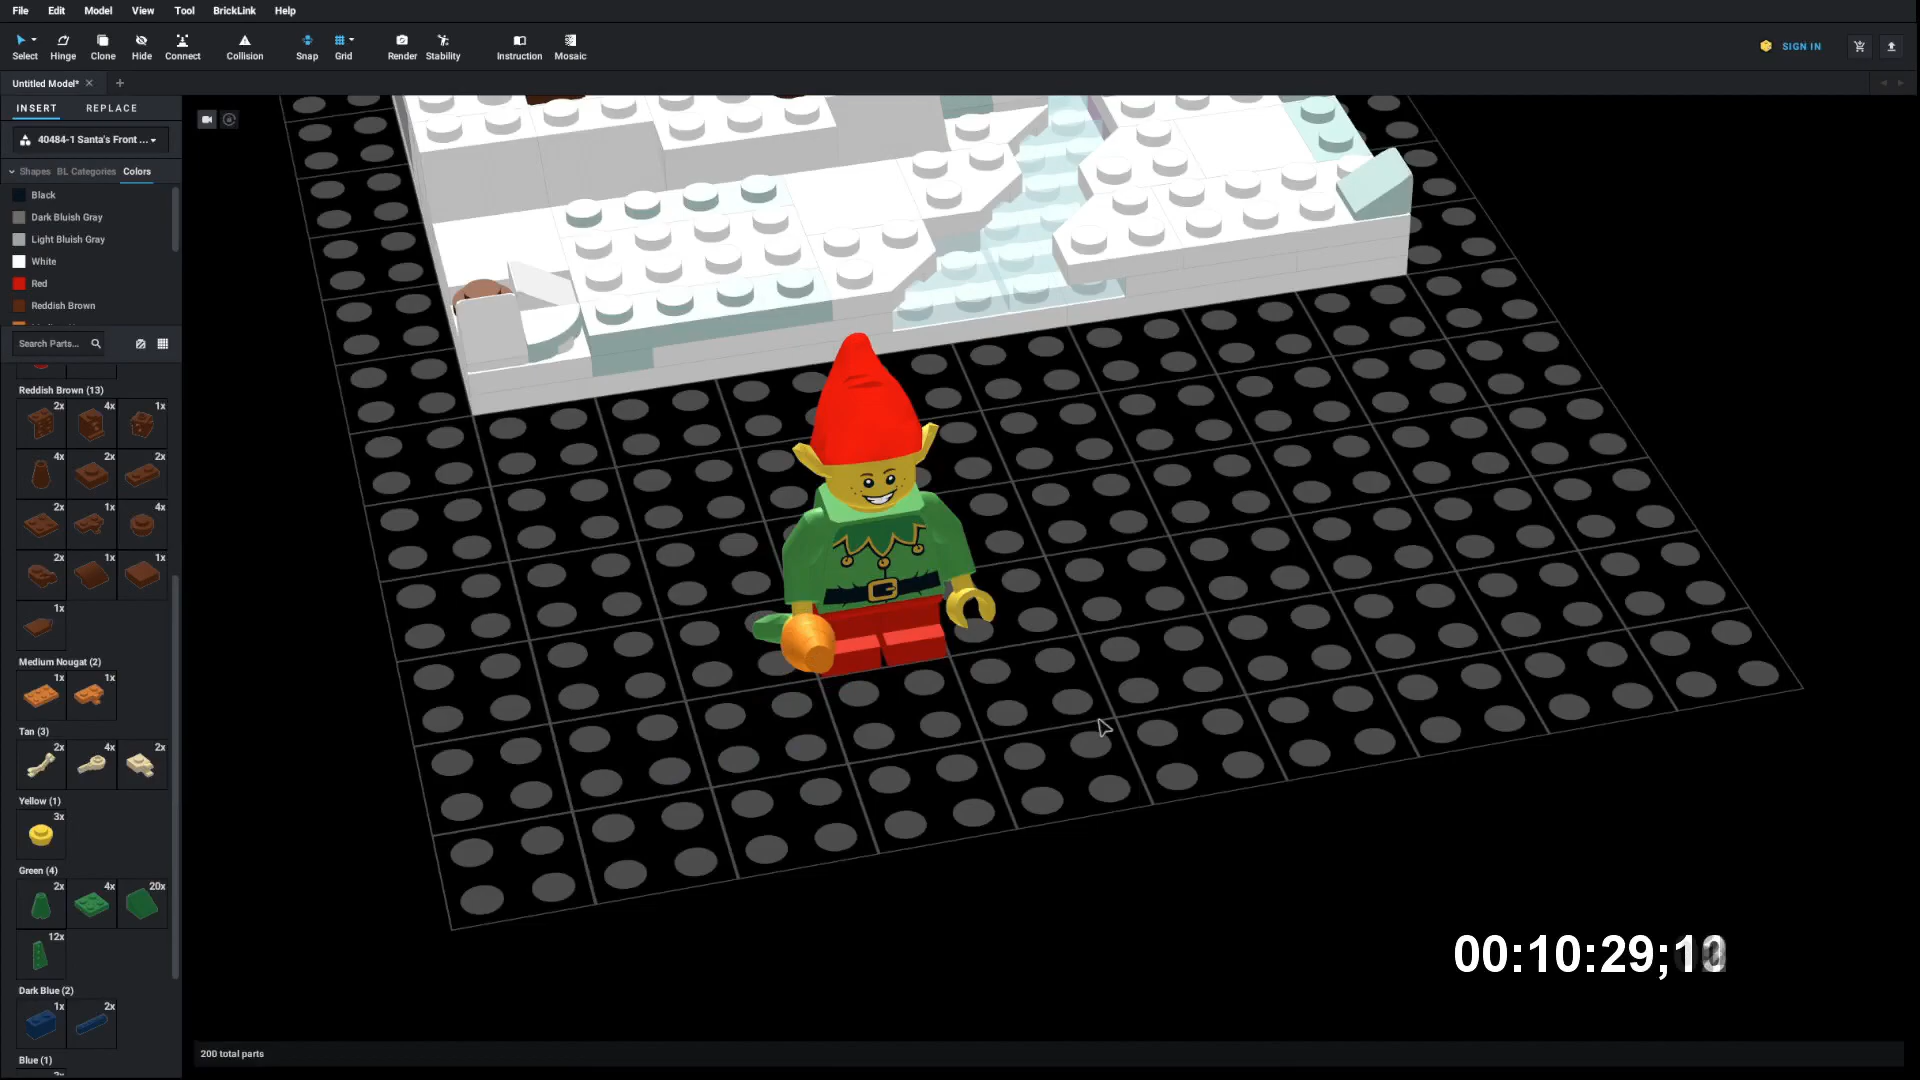 File Edit Model View Tool BrickLink Help
Select Hinge Clone Hide Connect Collision Snap Grid Render Stability Instruction Mosaic
SIGN IN
Untitled Model*
INSERT REPLACE
40484-1 Santa's Front ...
Shapes BL Categories Colors
Black
Dark Bluish Gray
Light Bluish Gray
White
Red
Reddish Brown
Search Parts...
Reddish Brown (13)
2x 4x 1x
4x 2x 2x
2x 1x 4x
2x 1x 1x
1x
Medium Nougat (2)
1x 1x
Tan (3)
2x 4x 2x
Yellow (1)
3x
Green (4)
2x 4x 20x
12x
Dark Blue (2)
1x 2x
Blue (1)
00:10:29;1
200 total parts